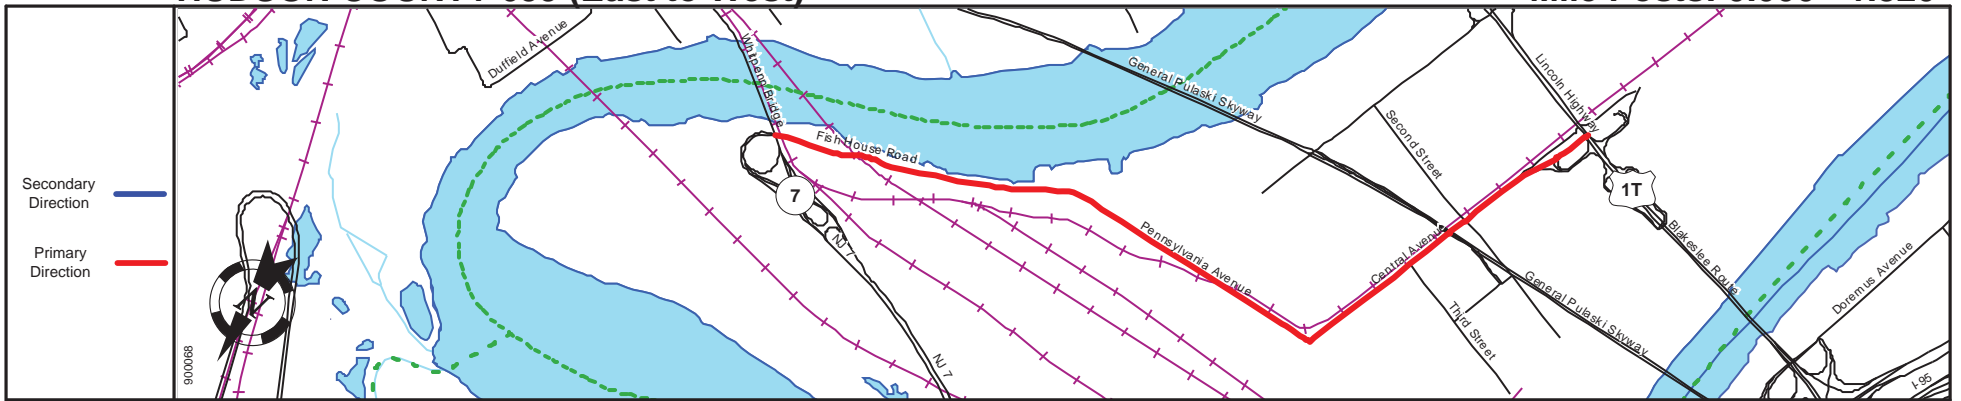 Secondary
Direction
Primary
Direction
900068
Duffield Avenue
Whitpenn Bridge
Fish House Road
7
NJ 7
NJ 7
General Pulaski Skyway
Pennsylvania Avenue
Central Avenue
Second Street
Third Street
General Pulaski Skyway
Lincoln Highway
1T
Blakeslee Route
Doremus Avenue
I-95